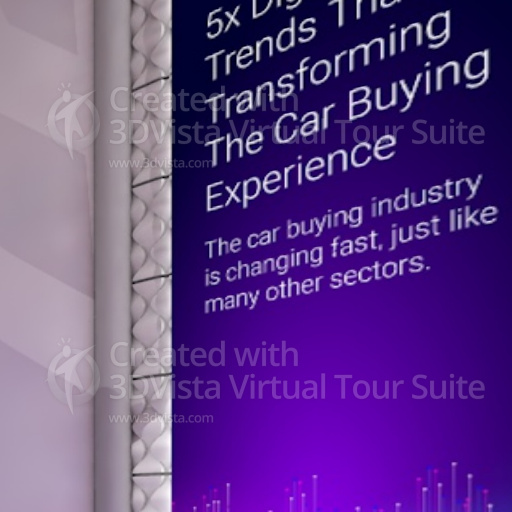 5x
Trends
Transforming
The Car Buying
Experience
The car buying industry
is changing fast, just like
many other sectors.
Created with
3DVista Virtual Tour Suite
www.3dvista.com
Created with
3DVista Virtual Tour Suite
www.3dvista.com